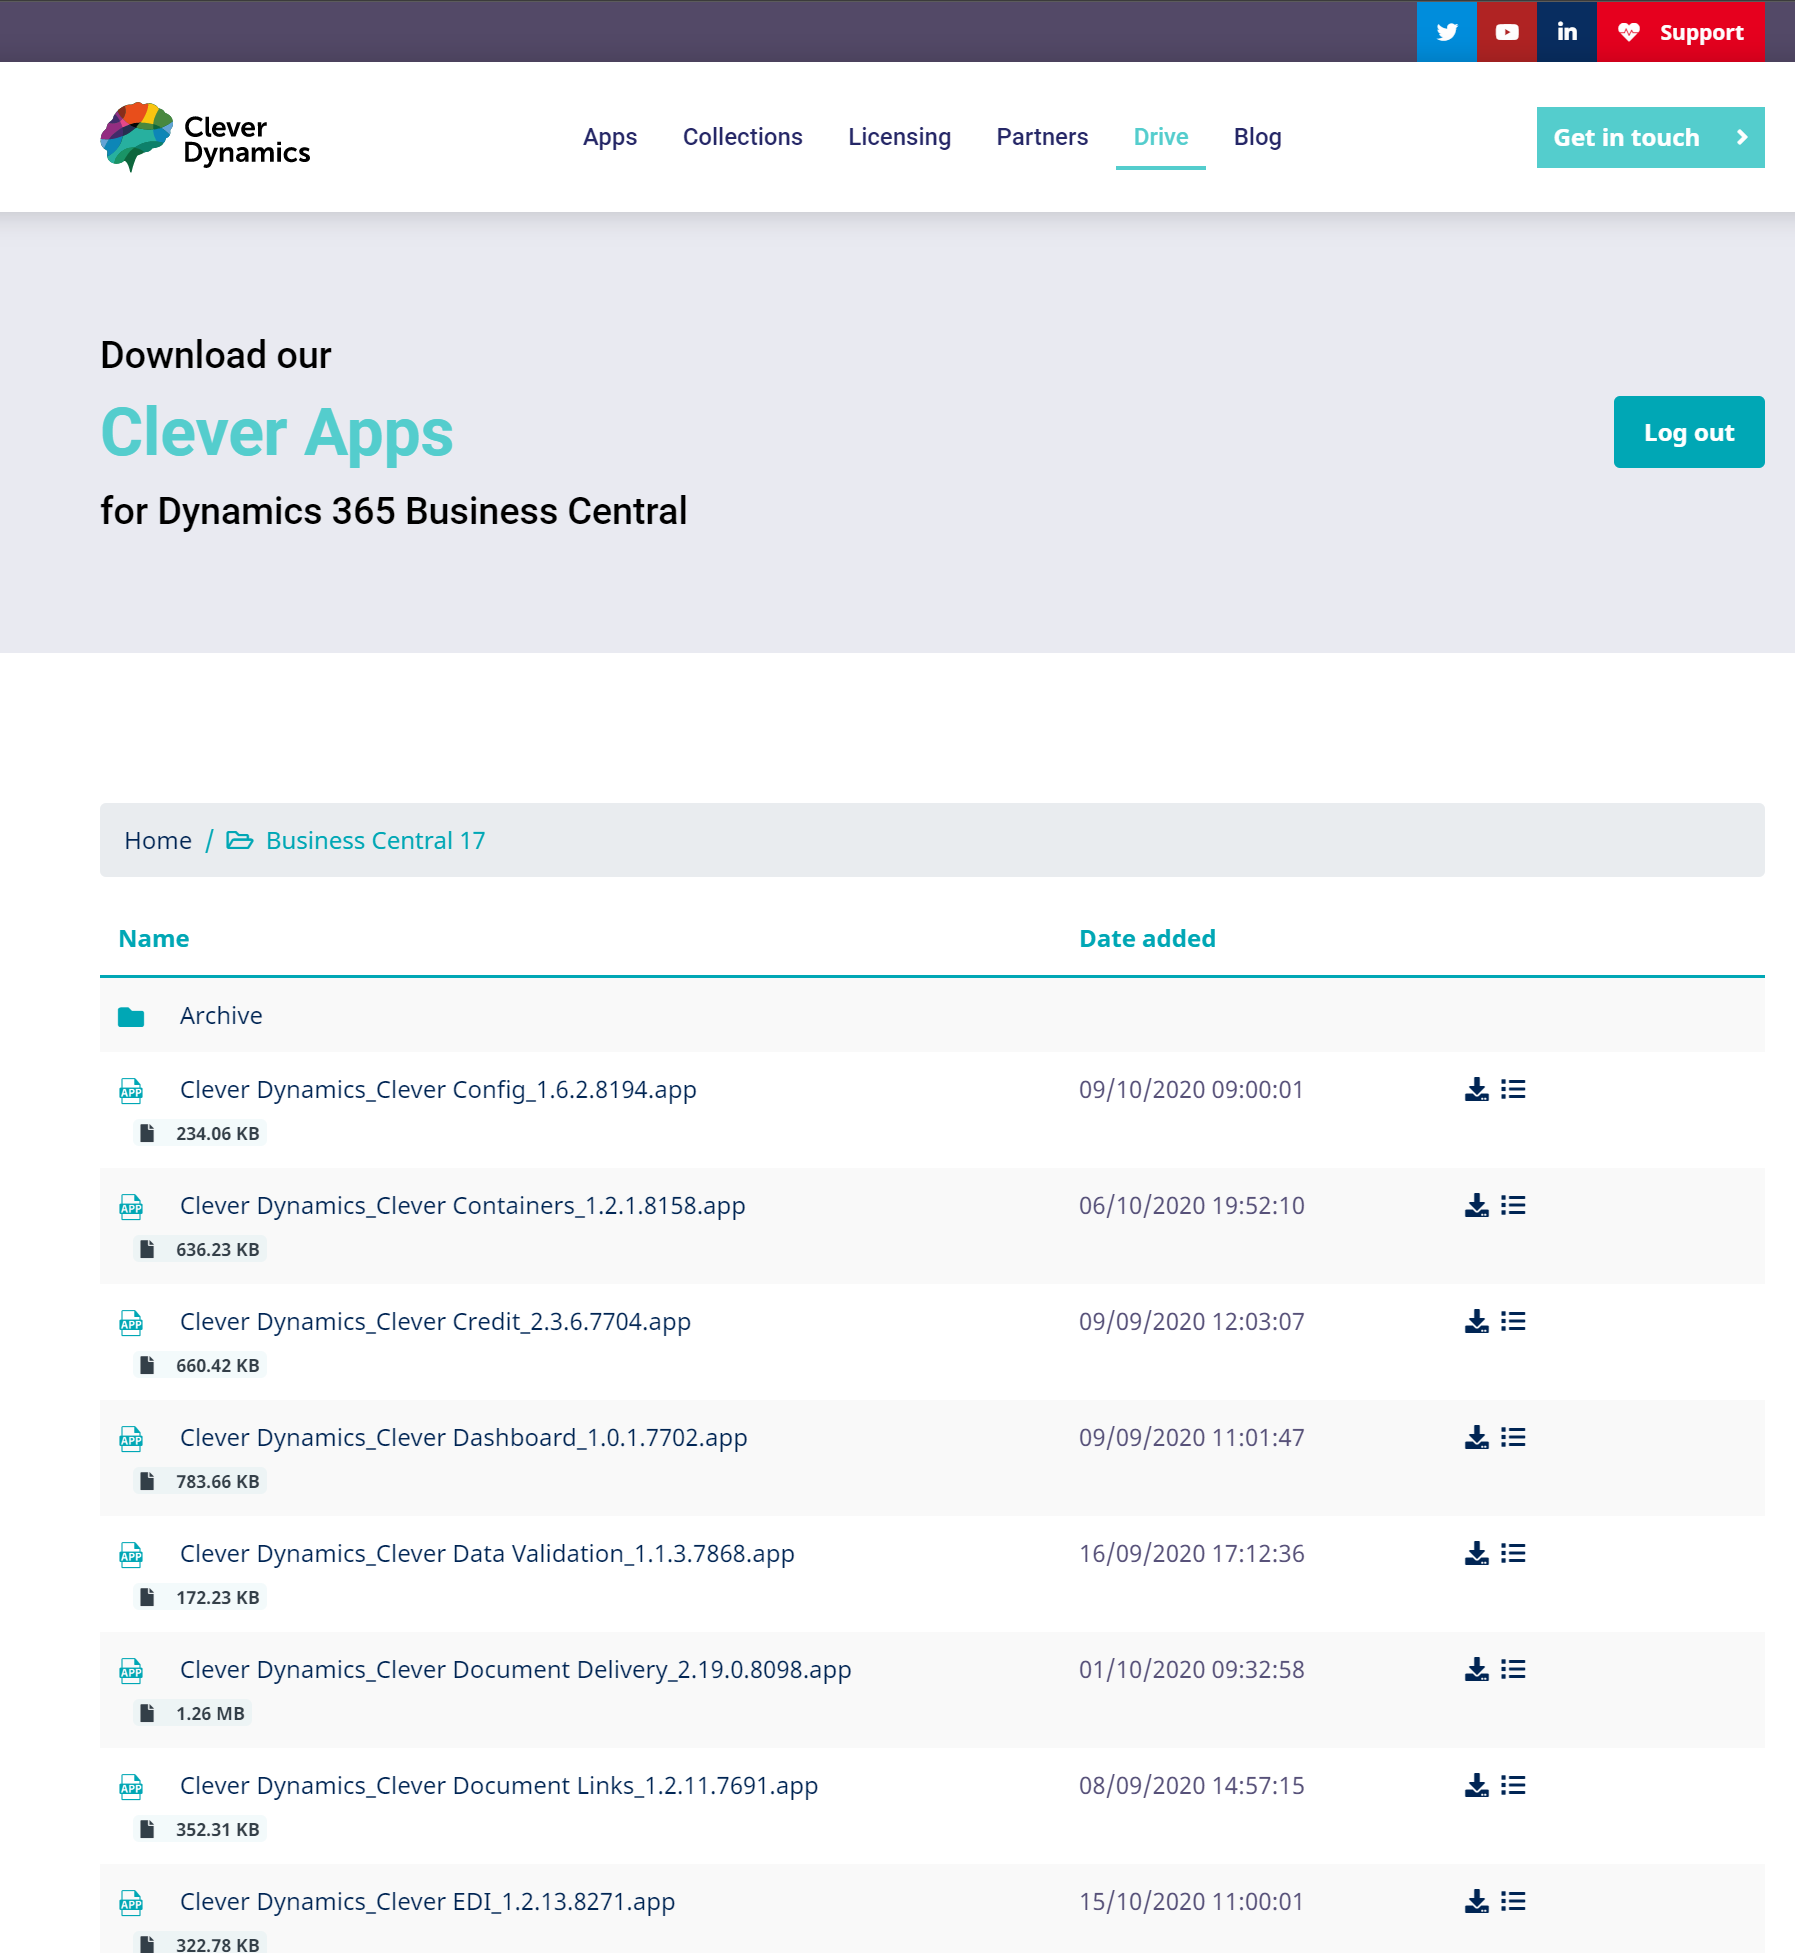 Support
Clever
Dynamics
Apps Collections Licensing Partners Drive Blog
Get in touch
Download our
Clever Apps
for Dynamics 365 Business Central
Log out
Home / Business Central 17
Name Date added
Archive
Clever Dynamics_Clever Config_1.6.2.8194.app 09/10/2020 09:00:01
234.06 KB
Clever Dynamics_Clever Containers_1.2.1.8158.app 06/10/2020 19:52:10
636.23 KB
Clever Dynamics_Clever Credit_2.3.6.7704.app 09/09/2020 12:03:07
660.42 KB
Clever Dynamics_Clever Dashboard_1.0.1.7702.app 09/09/2020 11:01:47
783.66 KB
Clever Dynamics_Clever Data Validation_1.1.3.7868.app 16/09/2020 17:12:36
172.23 KB
Clever Dynamics_Clever Document Delivery_2.19.0.8098.app 01/10/2020 09:32:58
1.26 MB
Clever Dynamics_Clever Document Links_1.2.11.7691.app 08/09/2020 14:57:15
352.31 KB
Clever Dynamics_Clever EDI_1.2.13.8271.app 15/10/2020 11:00:01
322.78 KB